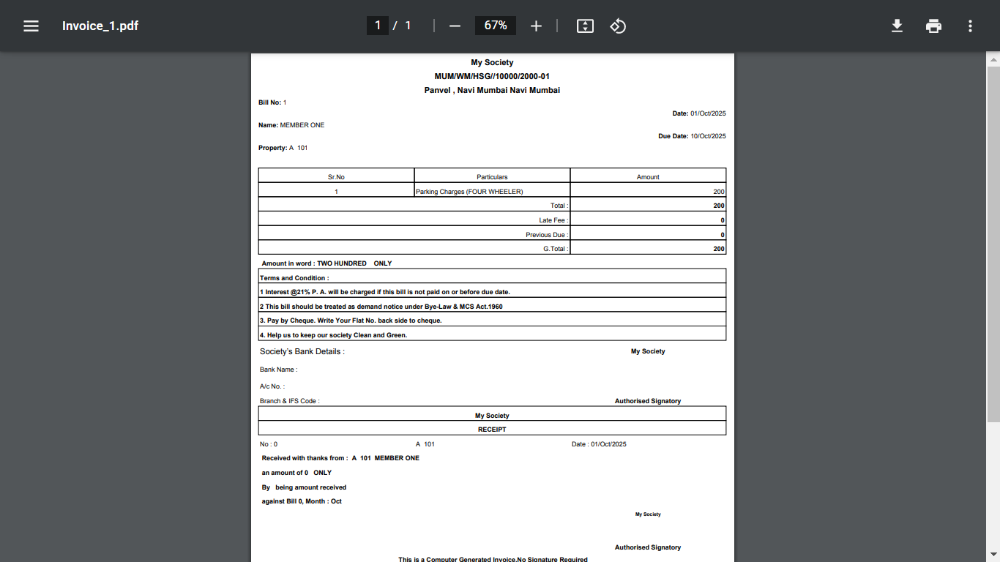 Invoice_1.pdf
1 / 1
67%
My Society
MUM/WM/HSG//10000/2000-01
Panvel , Navi Mumbai Navi Mumbai
Bill No: 1
Date: 01/Oct/2025
Name: MEMBER ONE
Due Date: 10/Oct/2025
Property: A 101
Sr.No Particulars Amount
1 Parking Charges (FOUR WHEELER) 200
Total : 200
Late Fee : 0
Previous Due : 0
G.Total : 200
Amount in word : TWO HUNDRED ONLY
Terms and Condition :
1 Interest @21% P. A. will be charged if this bill is not paid on or before due date.
2 This bill should be treated as demand notice under Bye-Law & MCS Act.1960
3. Pay by Cheque. Write Your Flat No. back side to cheque.
4. Help us to keep our society Clean and Green.
Society's Bank Details : My Society
Bank Name :
A/c No. :
Branch & IFS Code : Authorised Signatory
My Society
RECEIPT
No : 0 A 101 Date : 01/Oct/2025
Received with thanks from : A 101 MEMBER ONE
an amount of 0 ONLY
By being amount received
against Bill 0, Month : Oct
My Society
Authorised Signatory
This is a Computer Generated Invoice.No Signature Required